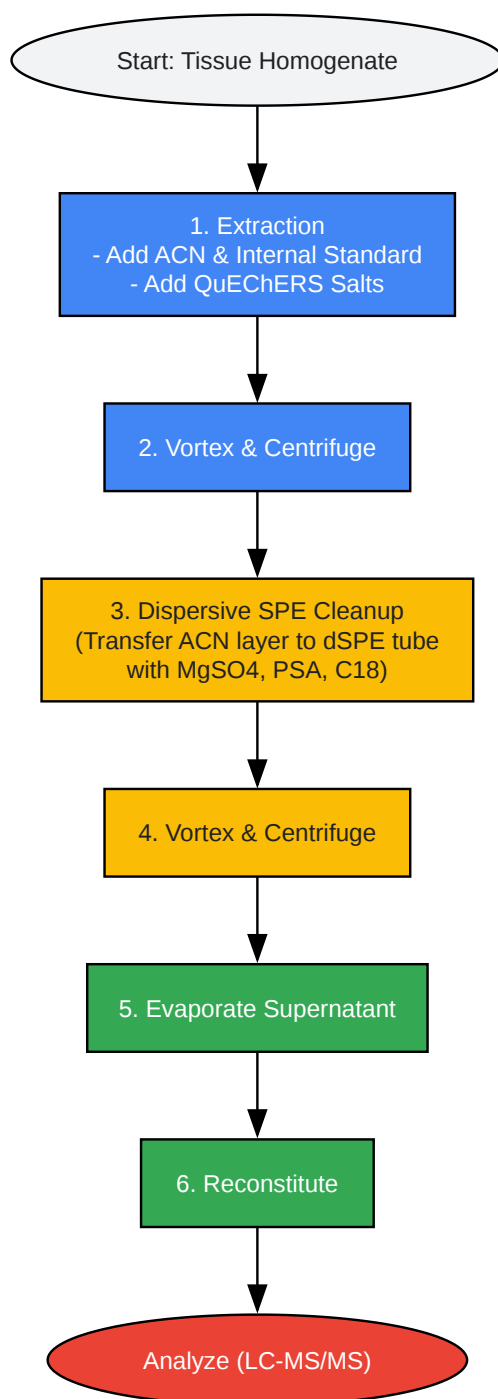 Start: Tissue Homogenate
1. Extraction
- Add ACN & Internal Standard
- Add QuEChERS Salts
2. Vortex & Centrifuge
3. Dispersive SPE Cleanup
(Transfer ACN layer to dSPE tube
with MgSO4, PSA, C18)
4. Vortex & Centrifuge
5. Evaporate Supernatant
6. Reconstitute
Analyze (LC-MS/MS)